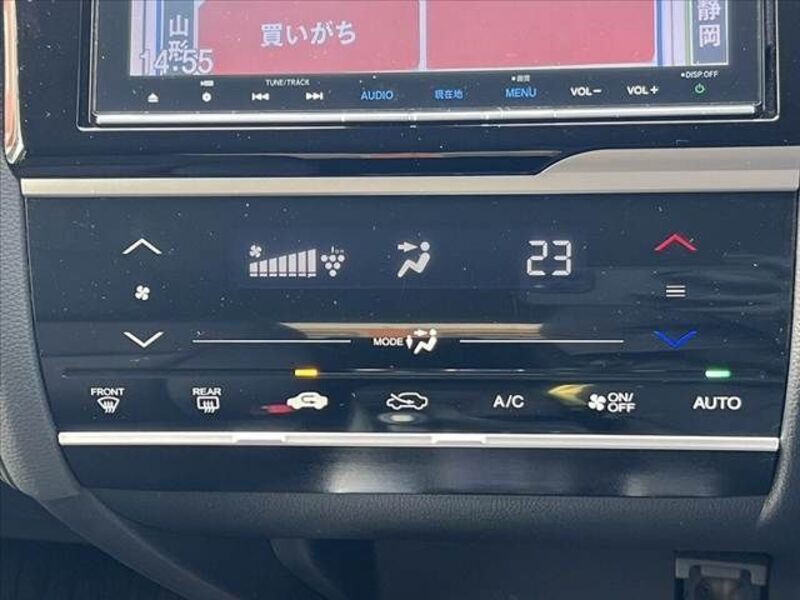 山形
買いがち
静岡
14:55
TUNE/TRACK
AUDIO
現在地
MENU
VOL−
VOL+
DISP OFF
23
MODE
FRONT
REAR
A/C
ON/
OFF
AUTO